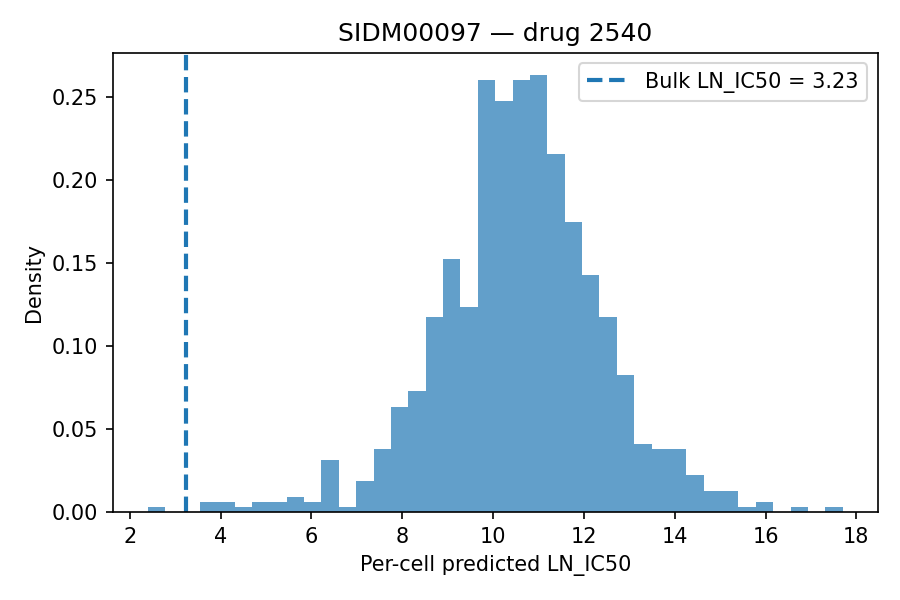 SIDM00097 — drug 2540
Bulk LN_IC50 = 3.23
Density
0.25
0.20
0.15
0.10
0.05
0.00
2 4 6 8 10 12 14 16 18
Per-cell predicted LN_IC50